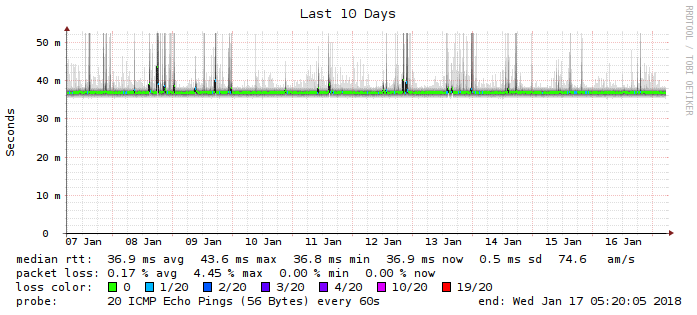 Last 10 Days
RRDTOOL / TOBI OETIKER
Seconds
50 m
40 m
30 m
20 m
10 m
0
07 Jan 08 Jan 09 Jan 10 Jan 11 Jan 12 Jan 13 Jan 14 Jan 15 Jan 16 Jan
median rtt: 36.9 ms avg 43.6 ms max 36.8 ms min 36.9 ms now 0.5 ms sd 74.6 am/s
packet loss: 0.17 % avg 4.45 % max 0.00 % min 0.00 % now
loss color: 0 1/20 2/20 3/20 4/20 10/20 19/20
probe: 20 ICMP Echo Pings (56 Bytes) every 60s end: Wed Jan 17 05:20:05 2018